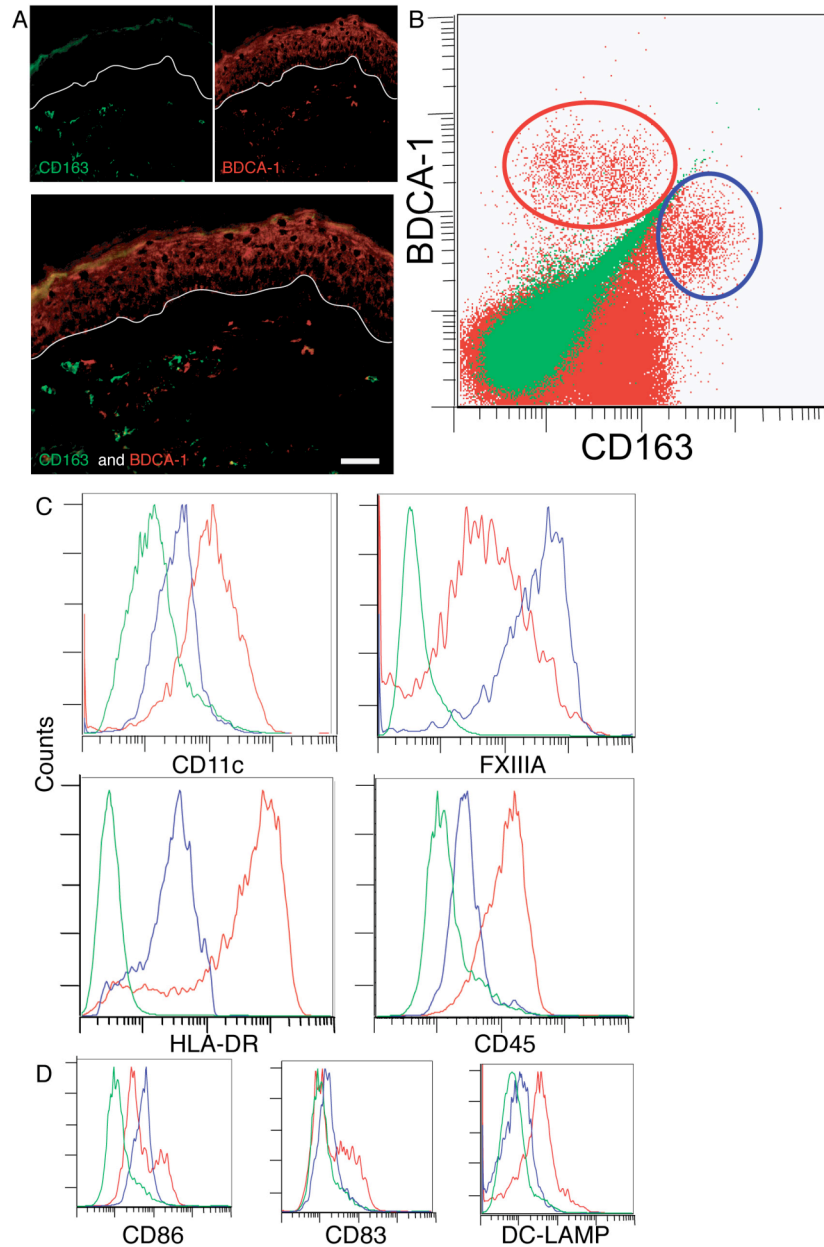 A
CD163
BDCA-1
CD163 and BDCA-1
B
BDCA-1
CD163
C
Counts
CD11c
FXIIIA
HLA-DR
CD45
D
CD86
CD83
DC-LAMP